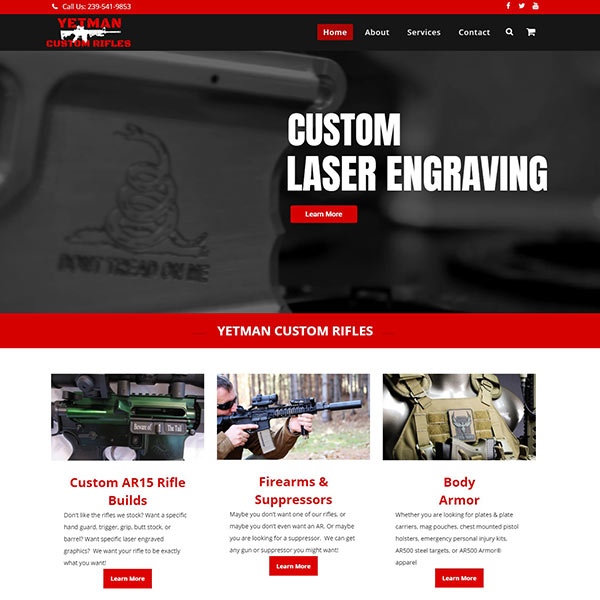 Call Us: 239-541-9853
YETMAN
CUSTOM RIFLES
Home About Services Contact
CUSTOM
LASER ENGRAVING
Learn More
DON'T TREAD ON ME
YETMAN CUSTOM RIFLES
Beware of The Tail
Custom AR15 Rifle
Builds
Don't like the rifles we stock? Want a specific
hand guard, trigger, grip, butt stock, or
barrel? Want specific laser engraved
graphics? We want your rifle to be exactly
what you want!
Learn More
Firearms &
Suppressors
Maybe you don't want one of our rifles, or
maybe you don't even want an AR, Or maybe
you are looking for a suppressor. We can get
any gun or suppressor you might want!
Learn More
Body
Armor
Whether you are looking for plates & plate
carriers, mag pouches, chest mounted pistol
holsters, emergency personal injury kits,
AR500 steel targets, or AR500 Armor®
apparel
Learn More